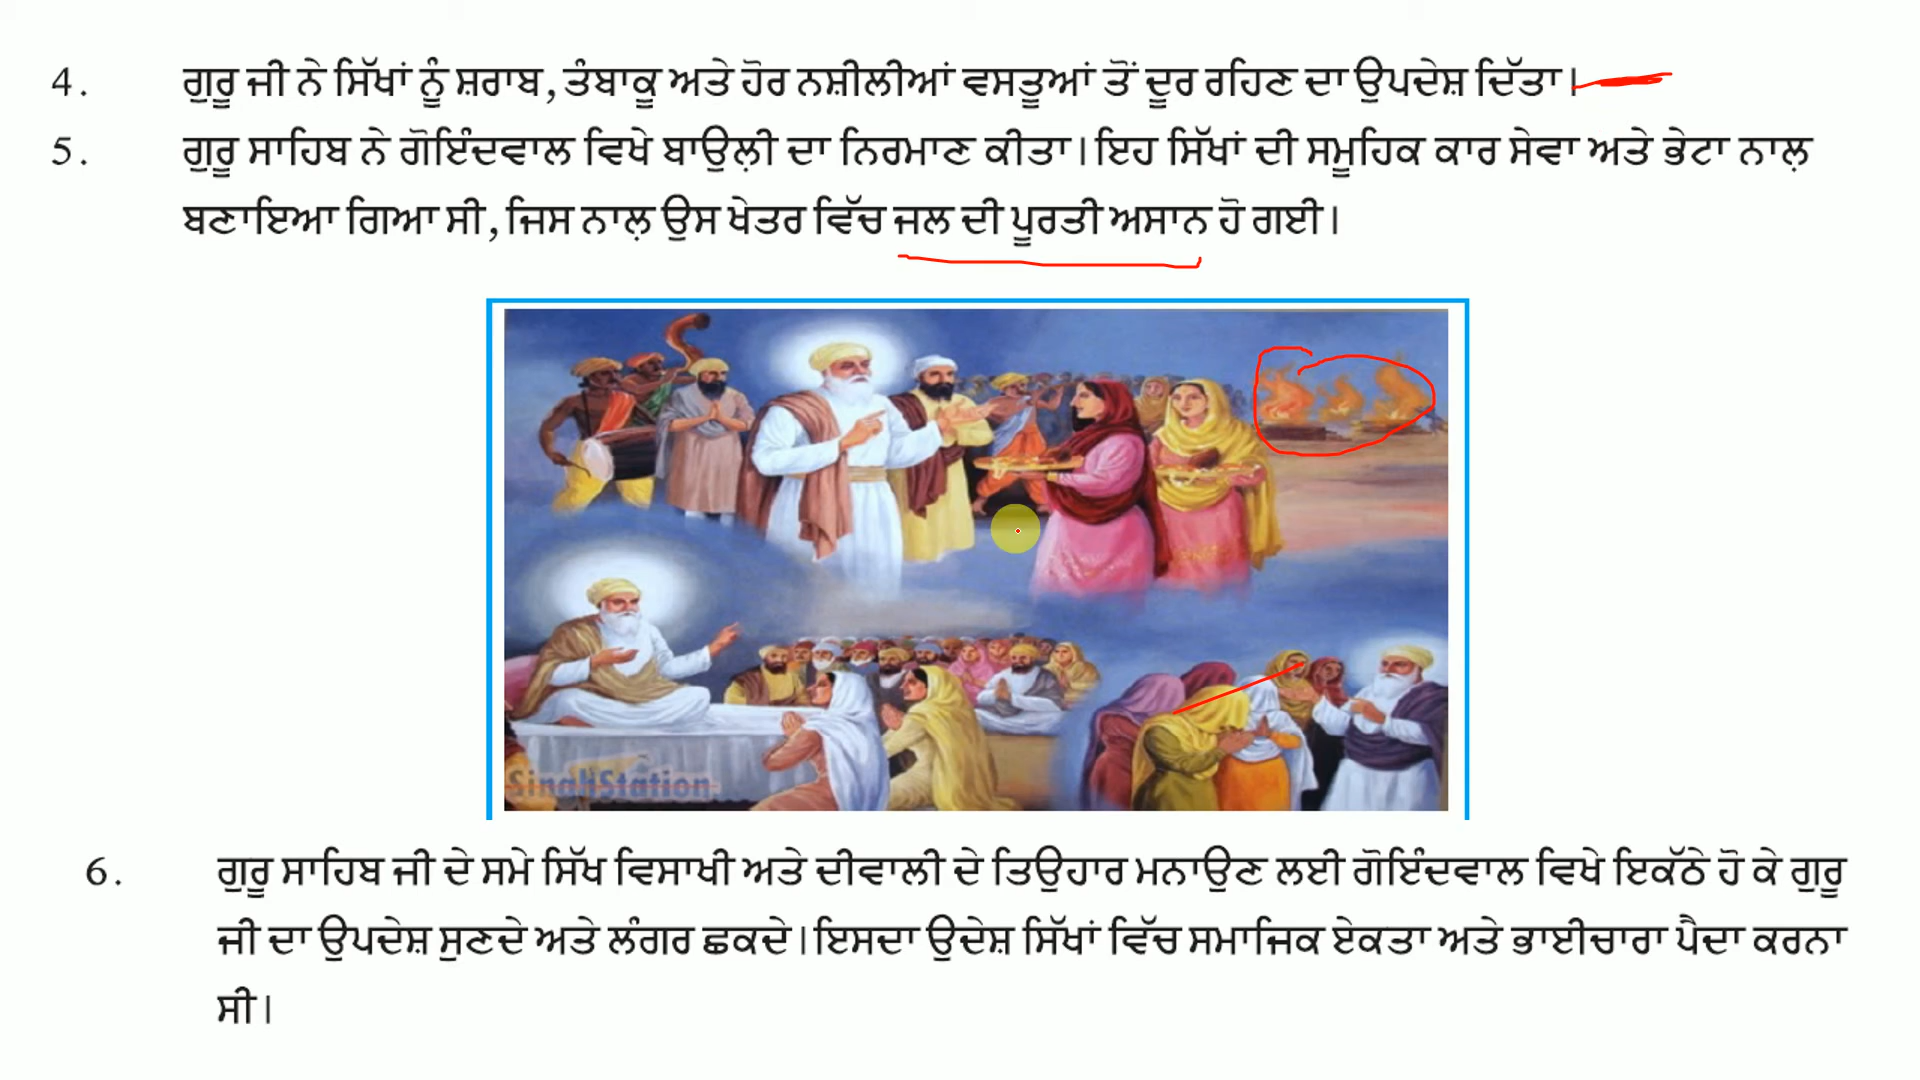 4. ਗੁਰੂ ਜੀ ਨੇ ਸਿੱਖਾਂ ਨੂੰ ਸ਼ਰਾਬ, ਤੰਬਾਕੂ ਅਤੇ ਹੋਰ ਨਸ਼ੀਲੀਆਂ ਵਸਤੂਆਂ ਤੋਂ ਦੂਰ ਰਹਿਣ ਦਾ ਉਪਦੇਸ਼ ਦਿੱਤਾ।
5. ਗੁਰੂ ਸਾਹਿਬ ਨੇ ਗੋਇੰਦਵਾਲ ਵਿਖੇ ਬਾਉਲ਼ੀ ਦਾ ਨਿਰਮਾਣ ਕੀਤਾ। ਇਹ ਸਿੱਖਾਂ ਦੀ ਸਮੂਹਿਕ ਕਾਰ ਸੇਵਾ ਅਤੇ ਭੇਟਾ ਨਾਲ਼
ਬਣਾਇਆ ਗਿਆ ਸੀ, ਜਿਸ ਨਾਲ਼ ਉਸ ਖੇਤਰ ਵਿੱਚ ਜਲ ਦੀ ਪੂਰਤੀ ਅਸਾਨ ਹੋ ਗਈ।
SinghStation.
6. ਗੁਰੂ ਸਾਹਿਬ ਜੀ ਦੇ ਸਮੇ ਸਿੱਖ ਵਿਸਾਖੀ ਅਤੇ ਦੀਵਾਲੀ ਦੇ ਤਿਉਹਾਰ ਮਨਾਉਣ ਲਈ ਗੋਇੰਦਵਾਲ ਵਿਖੇ ਇਕੱਠੇ ਹੋ ਕੇ ਗੁਰੂ
ਜੀ ਦਾ ਉਪਦੇਸ਼ ਸੁਣਦੇ ਅਤੇ ਲੰਗਰ ਛਕਦੇ। ਇਸਦਾ ਉਦੇਸ਼ ਸਿੱਖਾਂ ਵਿੱਚ ਸਮਾਜਿਕ ਏਕਤਾ ਅਤੇ ਭਾਈਚਾਰਾ ਪੈਦਾ ਕਰਨਾ
ਸੀ।